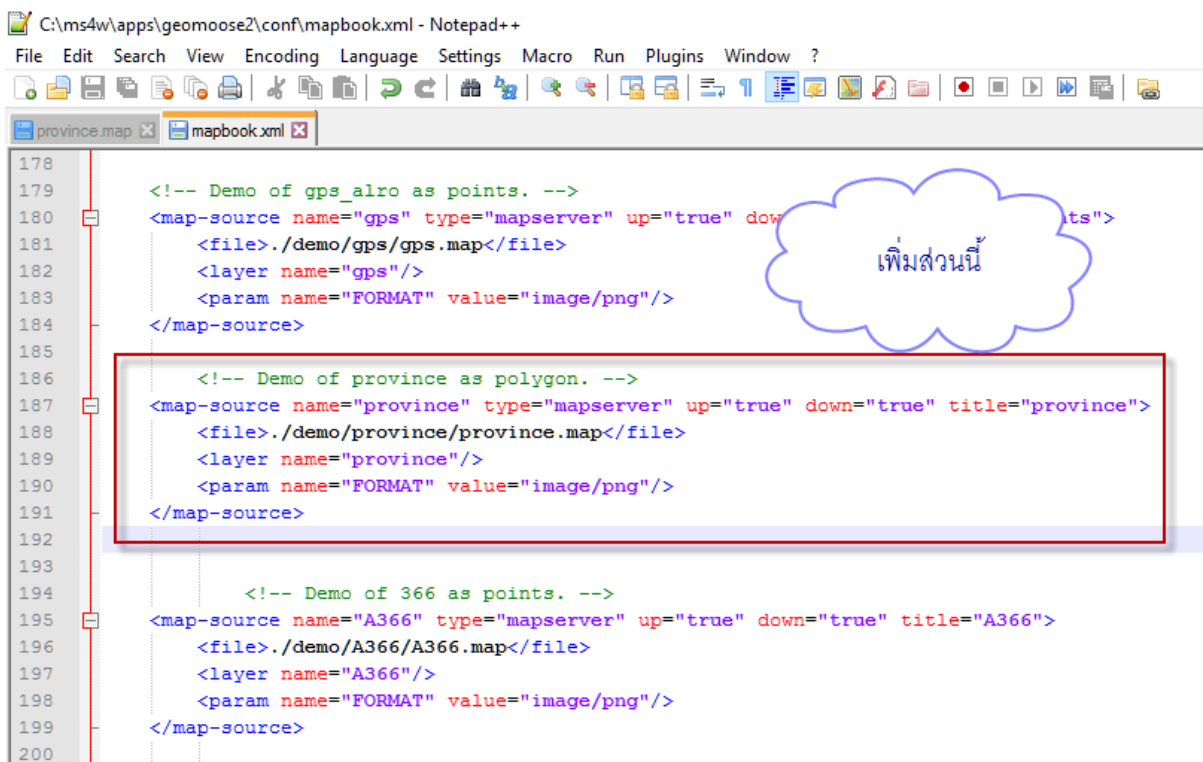 C:\ms4w\apps\geomoose2\conf\mapbook.xml - Notepad++
File Edit Search View Encoding Language Settings Macro Run Plugins Window ?
province.map mapbook.xml
178
179 <!-- Demo of gps_alro as points. -->
180 <map-source name="gps" type="mapserver" up="true" dow ts">
181 <file>./demo/gps/gps.map</file>
182 <layer name="gps"/>
183 <param name="FORMAT" value="image/png"/>
184 </map-source>
185
เพิ่มส่วนนี้
186 <!-- Demo of province as polygon. -->
187 <map-source name="province" type="mapserver" up="true" down="true" title="province">
188 <file>./demo/province/province.map</file>
189 <layer name="province"/>
190 <param name="FORMAT" value="image/png"/>
191 </map-source>
192
193
194 <!-- Demo of 366 as points. -->
195 <map-source name="A366" type="mapserver" up="true" down="true" title="A366">
196 <file>./demo/A366/A366.map</file>
197 <layer name="A366"/>
198 <param name="FORMAT" value="image/png"/>
199 </map-source>
200